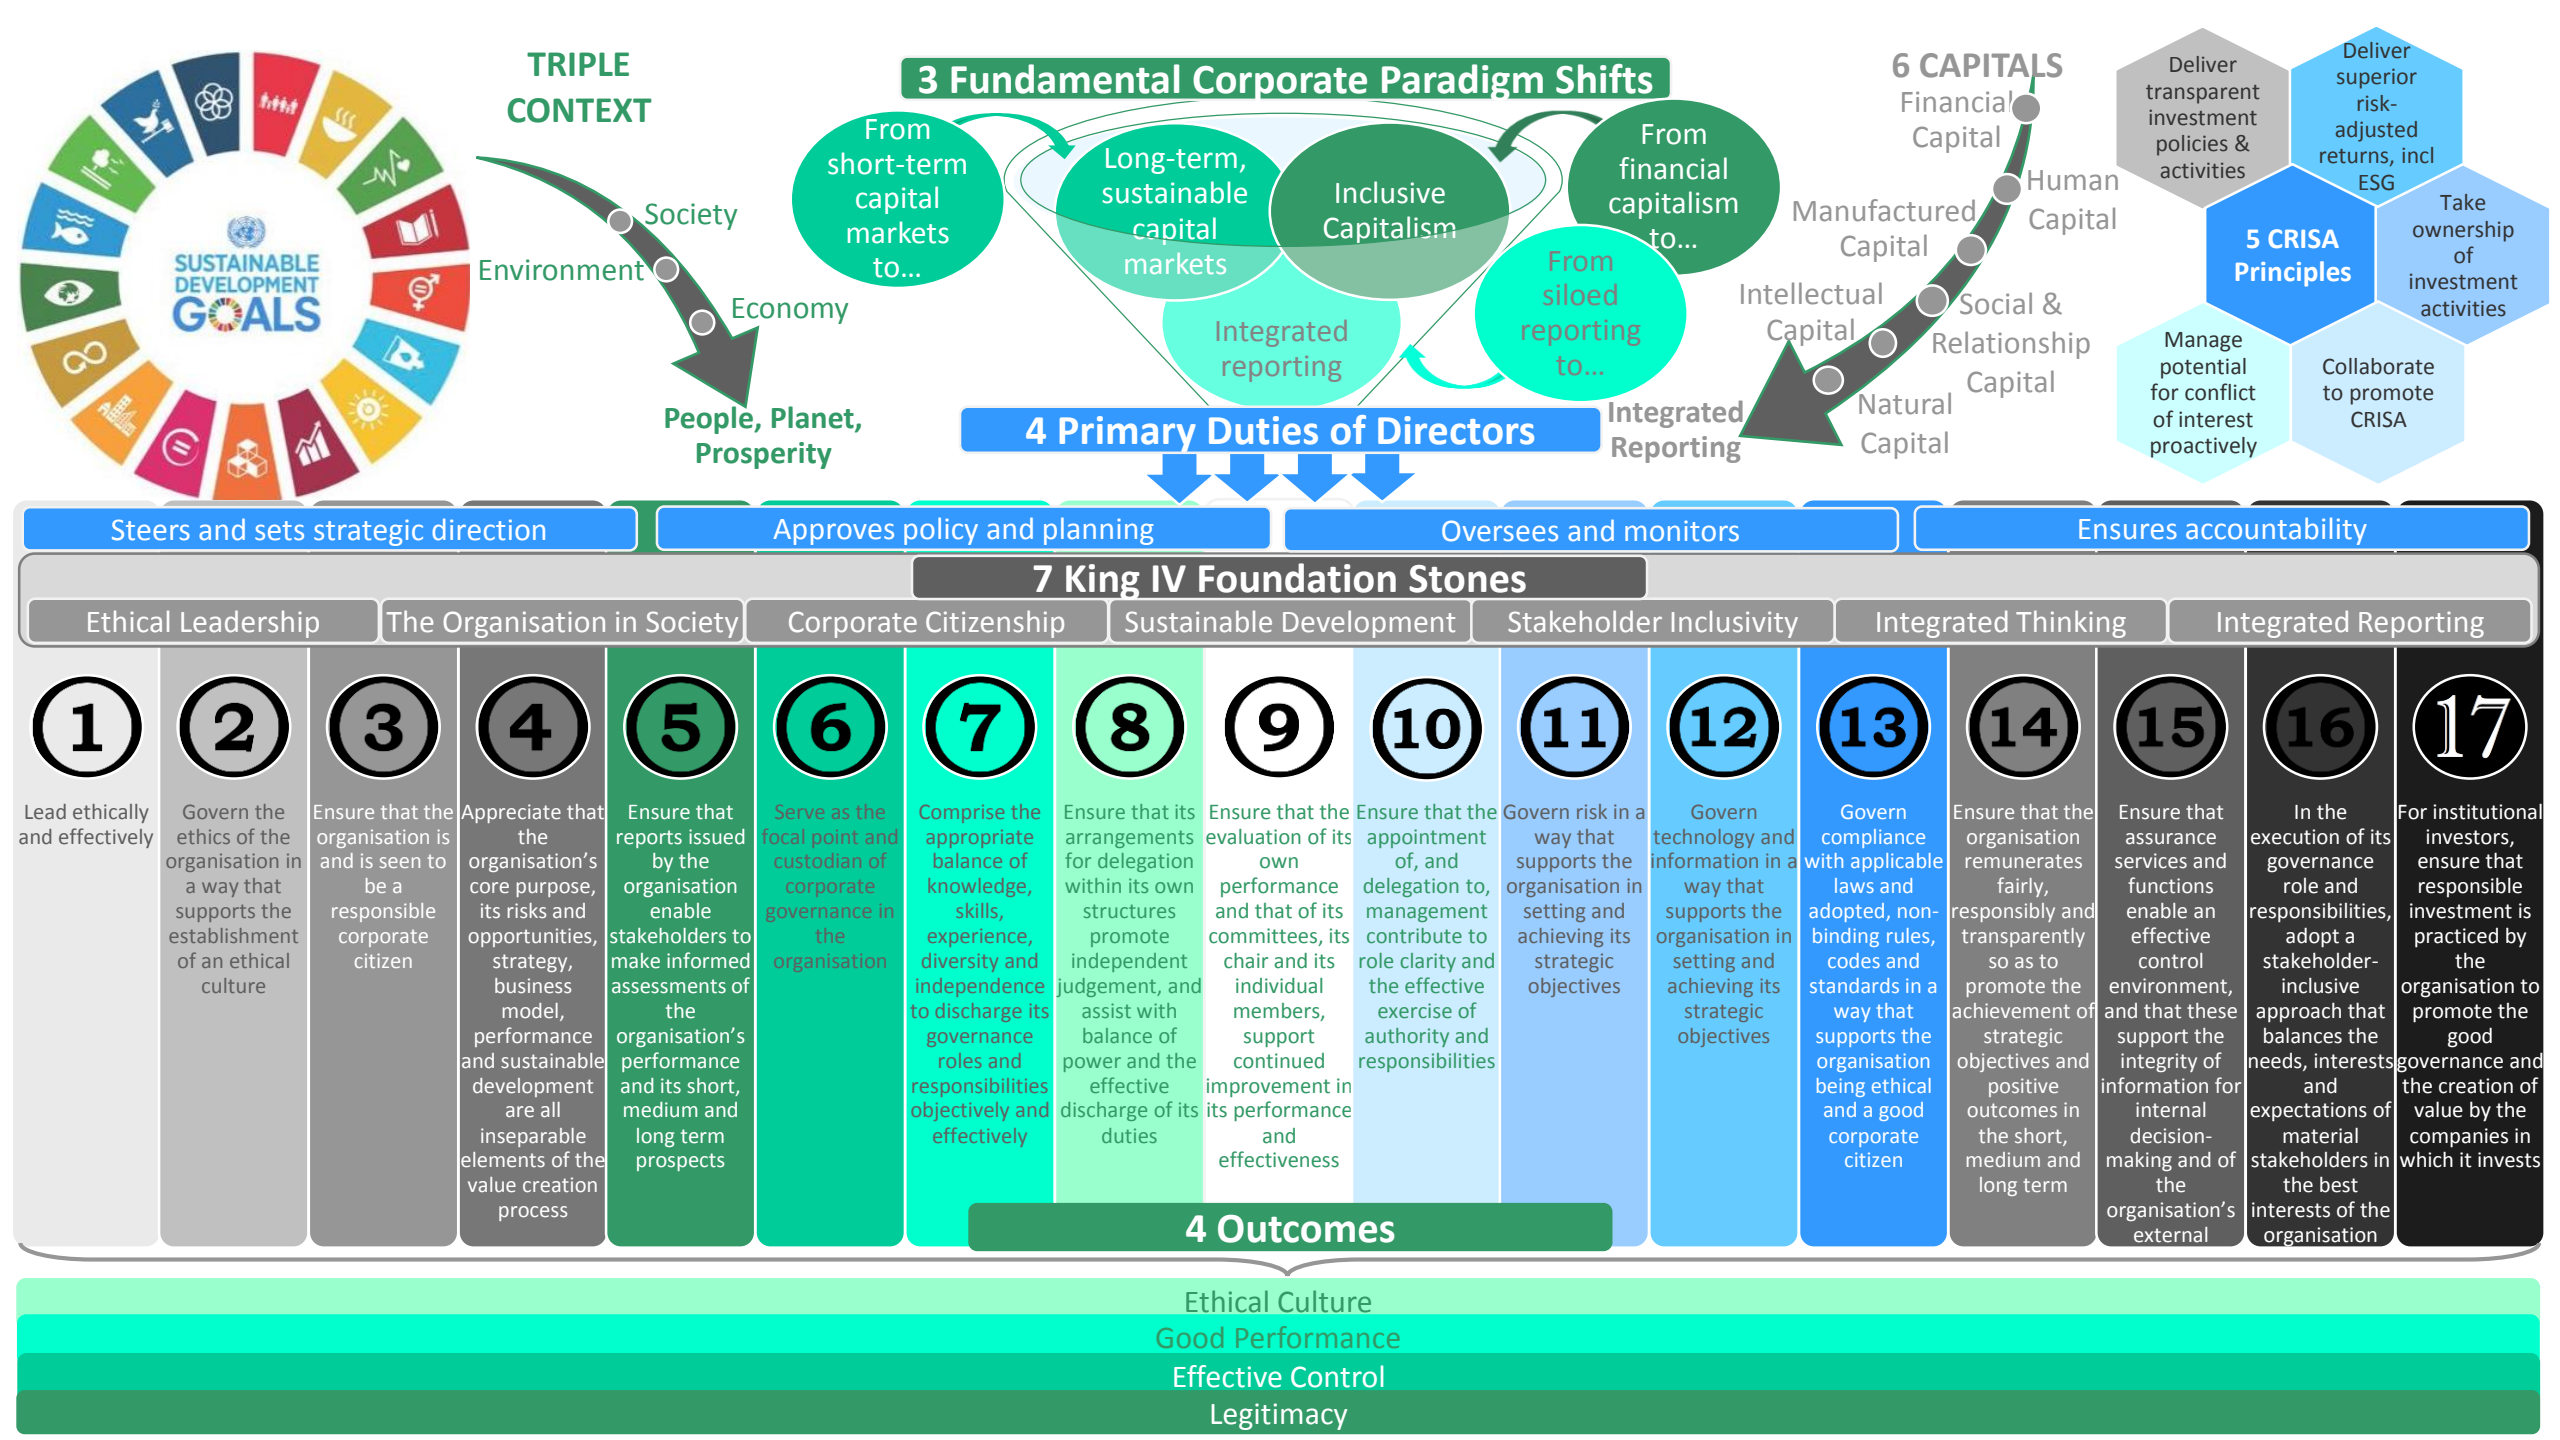 TRIPLE
CONTEXT
Society
Environment
Economy
People, Planet,
Prosperity
SUSTAINABLE
DEVELOPMENT
GOALS
3 Fundamental Corporate Paradigm Shifts
From
short-term
capital
markets
to...
Long-term,
sustainable
capital
markets
Inclusive
Capitalism
From
financial
capitalism
to...
Integrated
reporting
From
siloed
reporting
to...
4 Primary Duties of Directors
6 CAPITALS
Financial
Capital
Human
Capital
Manufactured
Capital
Intellectual
Capital
Social &
Relationship
Capital
Natural
Capital
Integrated
Reporting
Deliver
transparent
investment
policies &
activities
Deliver
superior
risk-
adjusted
returns, incl
ESG
5 CRISA
Principles
Take
ownership
of
investment
activities
Manage
potential
for conflict
of interest
proactively
Collaborate
to promote
CRISA
Steers and sets strategic direction
Approves policy and planning
Oversees and monitors
Ensures accountability
7 King IV Foundation Stones
Ethical Leadership
The Organisation in Society
Corporate Citizenship
Sustainable Development
Stakeholder Inclusivity
Integrated Thinking
Integrated Reporting
1
Lead ethically
and effectively
2
Govern the
ethics of the
organisation in
a way that
supports the
establishment
of an ethical
culture
3
Ensure that the
organisation is
and is seen to
be a
responsible
corporate
citizen
4
Appreciate that
the
organisation's
core purpose,
its risks and
opportunities,
strategy,
business
model,
performance
and sustainable
development
are all
inseparable
elements of the
value creation
process
5
Ensure that
reports issued
by the
organisation
enable
stakeholders to
make informed
assessments of
the
organisation's
performance
and its short,
medium and
long term
prospects
6
Serve as the
focal point and
custodian of
corporate
governance in
the
organisation
7
Comprise the
appropriate
balance of
knowledge,
skills,
experience,
diversity and
independence
to discharge its
governance
roles and
responsibilities
objectively and
effectively
8
Ensure that its
arrangements
for delegation
within its own
structures
promote
independent
judgement, and
assist with
balance of
power and the
effective
discharge of its
duties
9
Ensure that the
evaluation of its
own
performance
and that of its
committees, its
chair and its
individual
members,
support
continued
improvement in
its performance
and
effectiveness
10
Ensure that the
appointment
of, and
delegation to,
management
contribute to
role clarity and
the effective
exercise of
authority and
responsibilities
11
Govern risk in a
way that
supports the
organisation in
setting and
achieving its
strategic
objectives
12
Govern
technology and
information in a
way that
supports the
organisation in
setting and
achieving its
strategic
objectives
13
Govern
compliance
with applicable
laws and
adopted, non-
binding rules,
codes and
standards in a
way that
supports the
organisation
being ethical
and a good
corporate
citizen
14
Ensure that the
organisation
remunerates
fairly,
responsibly and
transparently
so as to
promote the
achievement of
strategic
objectives and
positive
outcomes in
the short,
medium and
long term
15
Ensure that
assurance
services and
functions
enable an
effective
control
environment,
and that these
support the
integrity of
information for
internal
decision-
making and of
the
organisation's
external
16
In the
execution of its
governance
role and
responsibilities,
adopt a
stakeholder-
inclusive
approach that
balances the
needs, interests
and
expectations of
material
stakeholders in
the best
interests of the
organisation
17
For institutional
investors,
ensure that
responsible
investment is
practiced by
the
organisation to
promote the
good
governance and
the creation of
value by the
companies in
which it invests
4 Outcomes
Ethical Culture
Good Performance
Effective Control
Legitimacy